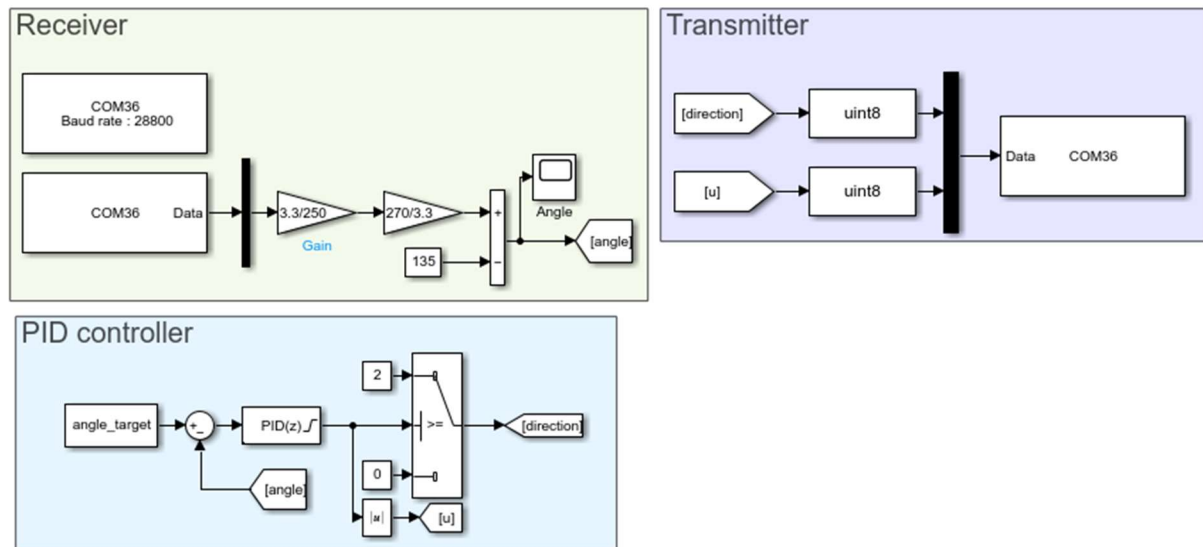 Receiver
COM36
Baud rate : 28800
COM36
Data
3.3/250
Gain
270/3.3
+
−
135
Angle
[angle]
Transmitter
[direction]
uint8
[u]
uint8
Data
COM36
PID controller
angle_target
+
−
PID(z)
[angle]
2
>=
0
|u|
[direction]
[u]